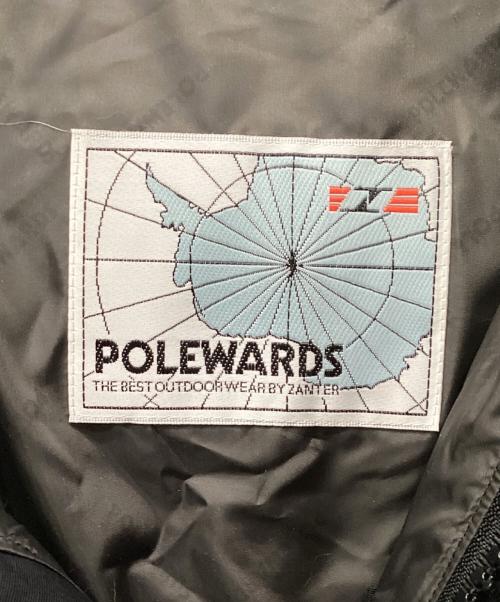 POLEWARDS
THE BEST OUTDOOR WEAR BY ZANTER